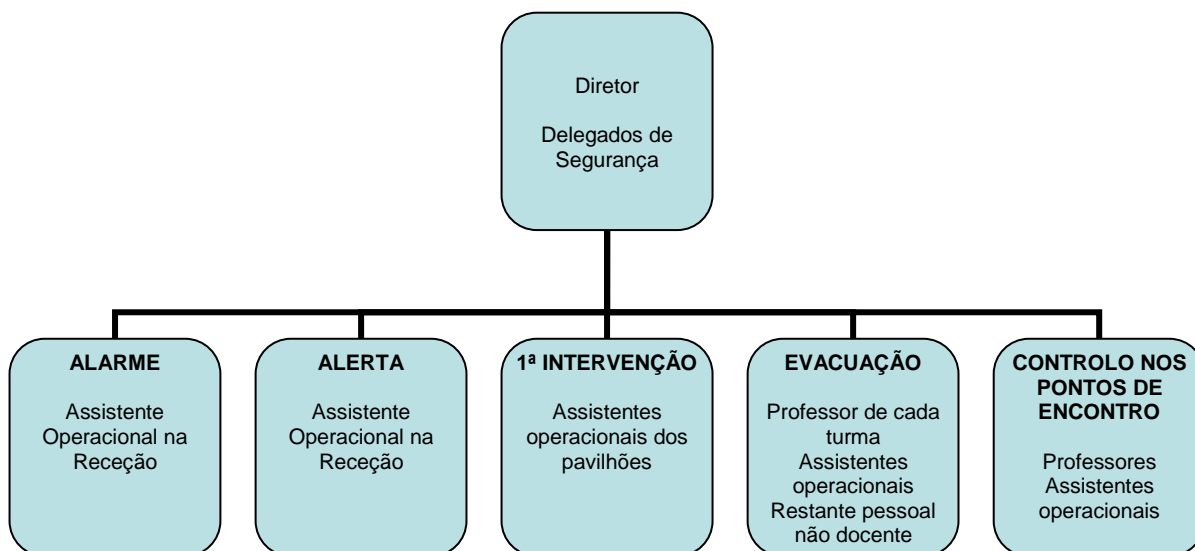 Diretor
Delegados de
Segurança
ALARME
Assistente
Operacional na
Receção
ALERTA
Assistente
Operacional na
Receção
1ª INTERVENÇÃO
Assistentes
operacionais dos
pavilhões
EVACUAÇÃO
Professor de cada
turma
Assistentes
operacionais
Restante pessoal
não docente
CONTROLO NOS
PONTOS DE
ENCONTRO
Professores
Assistentes
operacionais